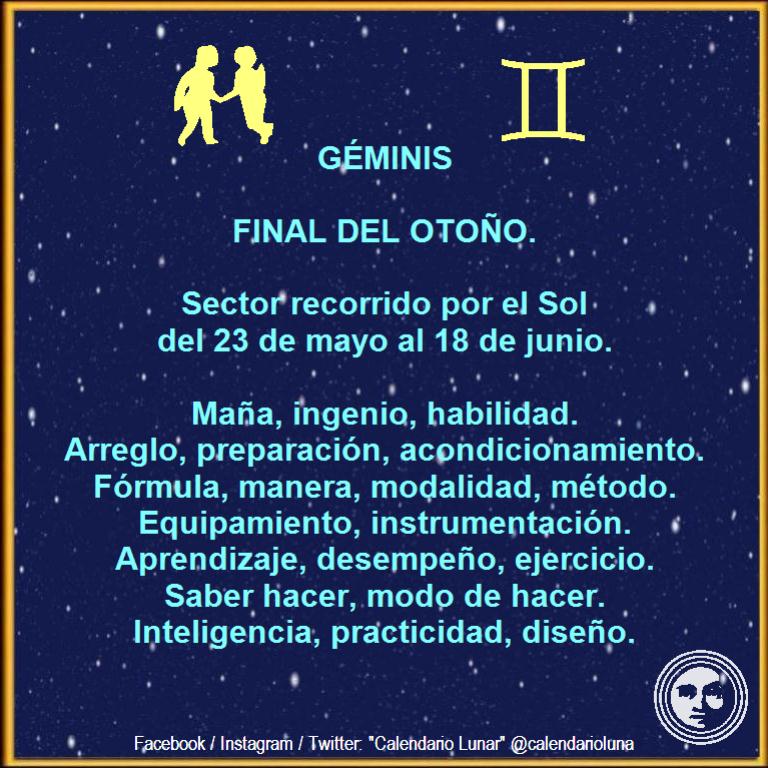 GÉMINIS
FINAL DEL OTOÑO.
Sector recorrido por el Sol
del 23 de mayo al 18 de junio.
Maña, ingenio, habilidad.
Arreglo, preparación, acondicionamiento.
Fórmula, manera, modalidad, método.
Equipamiento, instrumentación.
Aprendizaje, desempeño, ejercicio.
Saber hacer, modo de hacer.
Inteligencia, practicidad, diseño.
Facebook / Instagram / Twitter: "Calendario Lunar" @calendarioluna